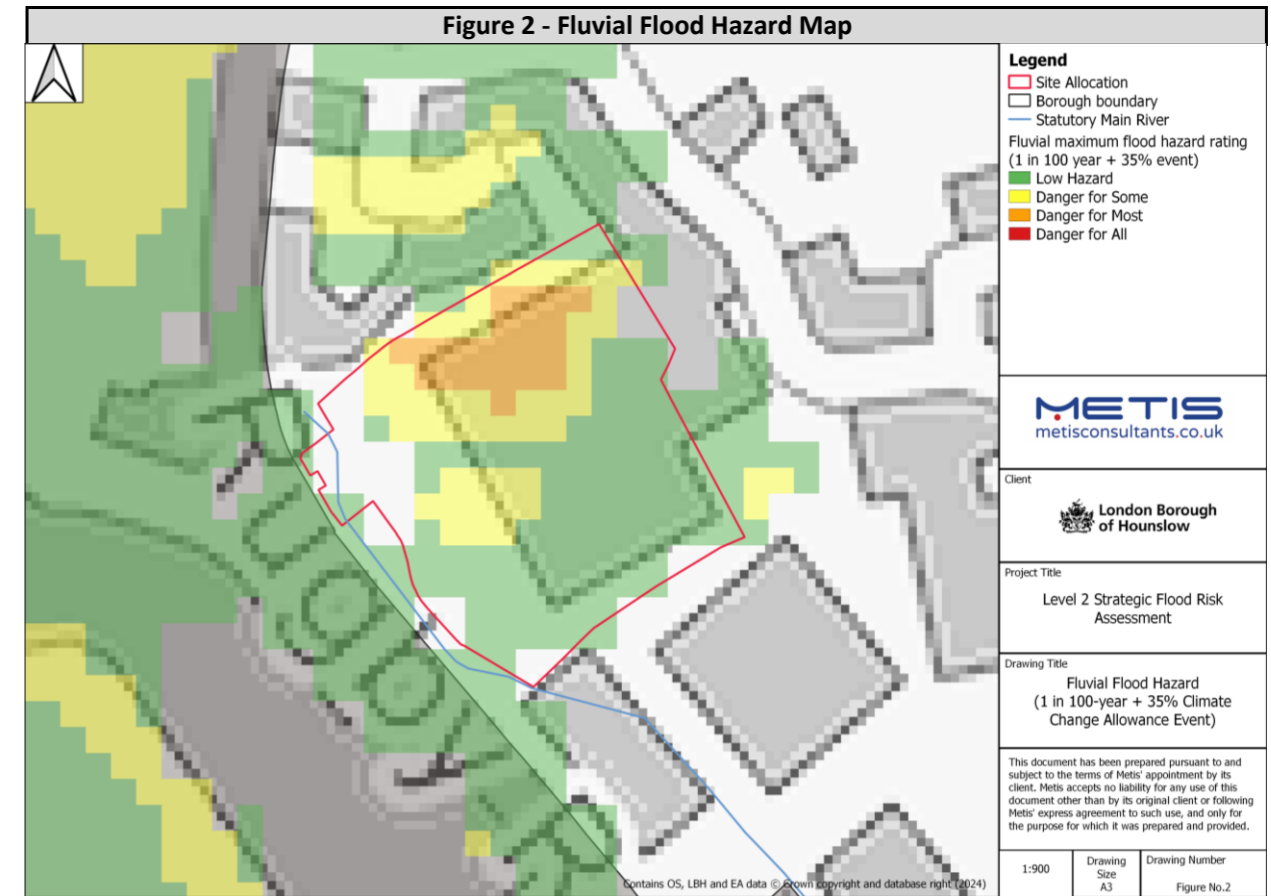 Figure 2 - Fluvial Flood Hazard Map
Legend
Site Allocation
Borough boundary
Statutory Main River
Fluvial maximum flood hazard rating
(1 in 100 year + 35% event)
Low Hazard
Danger for Some
Danger for Most
Danger for All
METIS
metisconsultants.co.uk
Client
London Borough
of Hounslow
Project Title
Level 2 Strategic Flood Risk
Assessment
Drawing Title
Fluvial Flood Hazard
(1 in 100-year + 35% Climate
Change Allowance Event)
This document has been prepared pursuant to and
subject to the terms of Metis' appointment by its
client. Metis accepts no liability for any use of this
document other than by its original client or following
Metis' express agreement to such use, and only for
the purpose for which it was prepared and provided.
1:900
Drawing
Size
A3
Drawing Number
Figure No.2
Contains OS, LBH and EA data © Crown copyright and database right (2024)